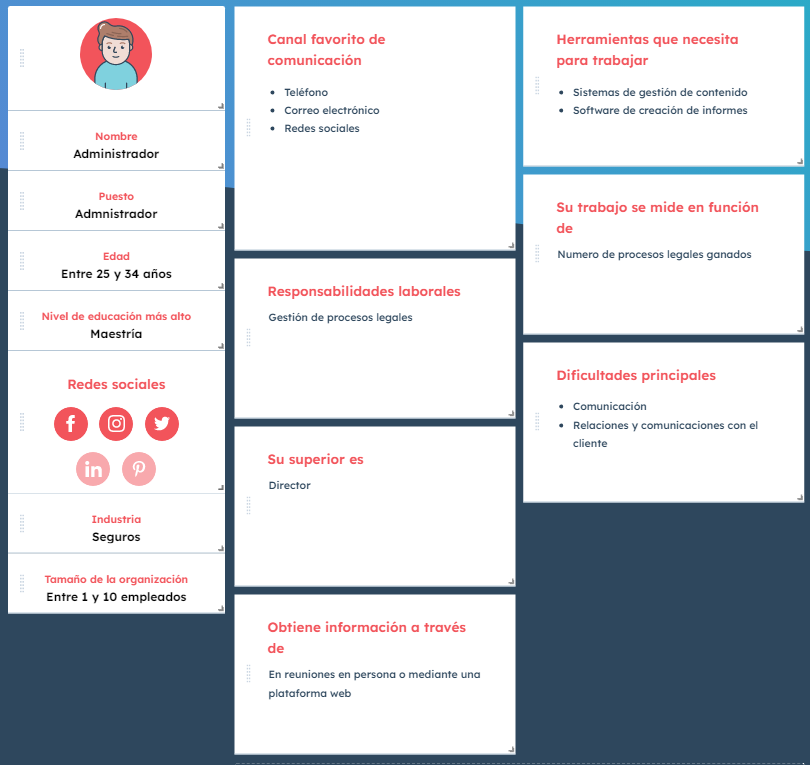 Nombre
Administrador
Puesto
Admnistrador
Edad
Entre 25 y 34 años
Nivel de educación más alto
Maestría
Redes sociales
Industria
Seguros
Tamaño de la organización
Entre 1 y 10 empleados
Canal favorito de
comunicación
• Teléfono
• Correo electrónico
• Redes sociales
Responsabilidades laborales
Gestión de procesos legales
Su superior es
Director
Obtiene información a través
de
En reuniones en persona o mediante una
plataforma web
Herramientas que necesita
para trabajar
• Sistemas de gestión de contenido
• Software de creación de informes
Su trabajo se mide en función
de
Numero de procesos legales ganados
Dificultades principales
• Comunicación
• Relaciones y comunicaciones con el
cliente